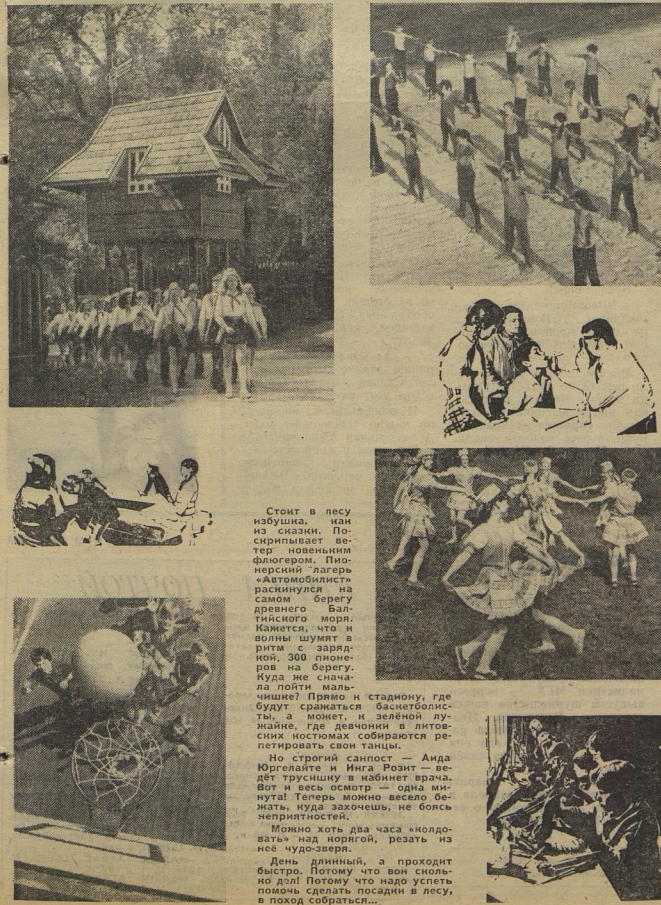 Стоит в лесу
избушка, как
из сказки. По-
скрипывает ве-
тер новеньким
флюгером. Пио-
нерский лагерь
«Автомобилист»
раскинулся на
самом берегу
древнего Бал-
тийского моря.
Кажется, что и
волны шумят в
ритм с заряд-
кой. 300 пионе-
ров на берегу.
Куда же снача-
ла пойти маль-
чишке? Прямо к стадиону, где
будут сражаться баскетболис-
ты, а может, к зелёной лу-
жайке, где девчонки в литов-
ских костюмах собираются ре-
петировать свои танцы.
Но строгий санпост — Аида
Юргелайте и Инга Розит — ве-
дёт трусишку в кабинет врача.
Вот и весь осмотр — одна ми-
нута! Теперь можно весело бе-
жать, куда захочешь, не боясь
неприятностей.
Можно хоть два часа «колдо-
вать» над корягой, резать из
неё чудо-зверя.
День длинный, а проходит
быстро. Потому что вон сколь-
ко дел! Потому что надо успеть
помочь сделать посадки в лесу,
в поход собраться...